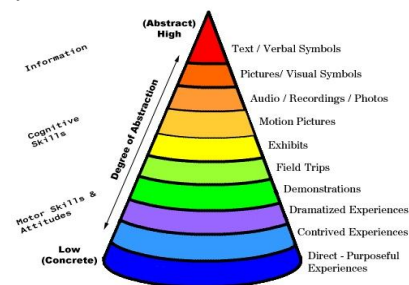 (Abstract)
High
Information
Text / Verbal Symbols
Pictures/ Visual Symbols
Audio / Recordings / Photos
Motion Pictures
Cognitive
Skills
Degree of Abstraction
Exhibits
Field Trips
Demonstrations
Motor Skills &
Attitudes
Dramatized Experiences
Contrived Experiences
Low
(Concrete)
Direct - Purposeful
Experiences